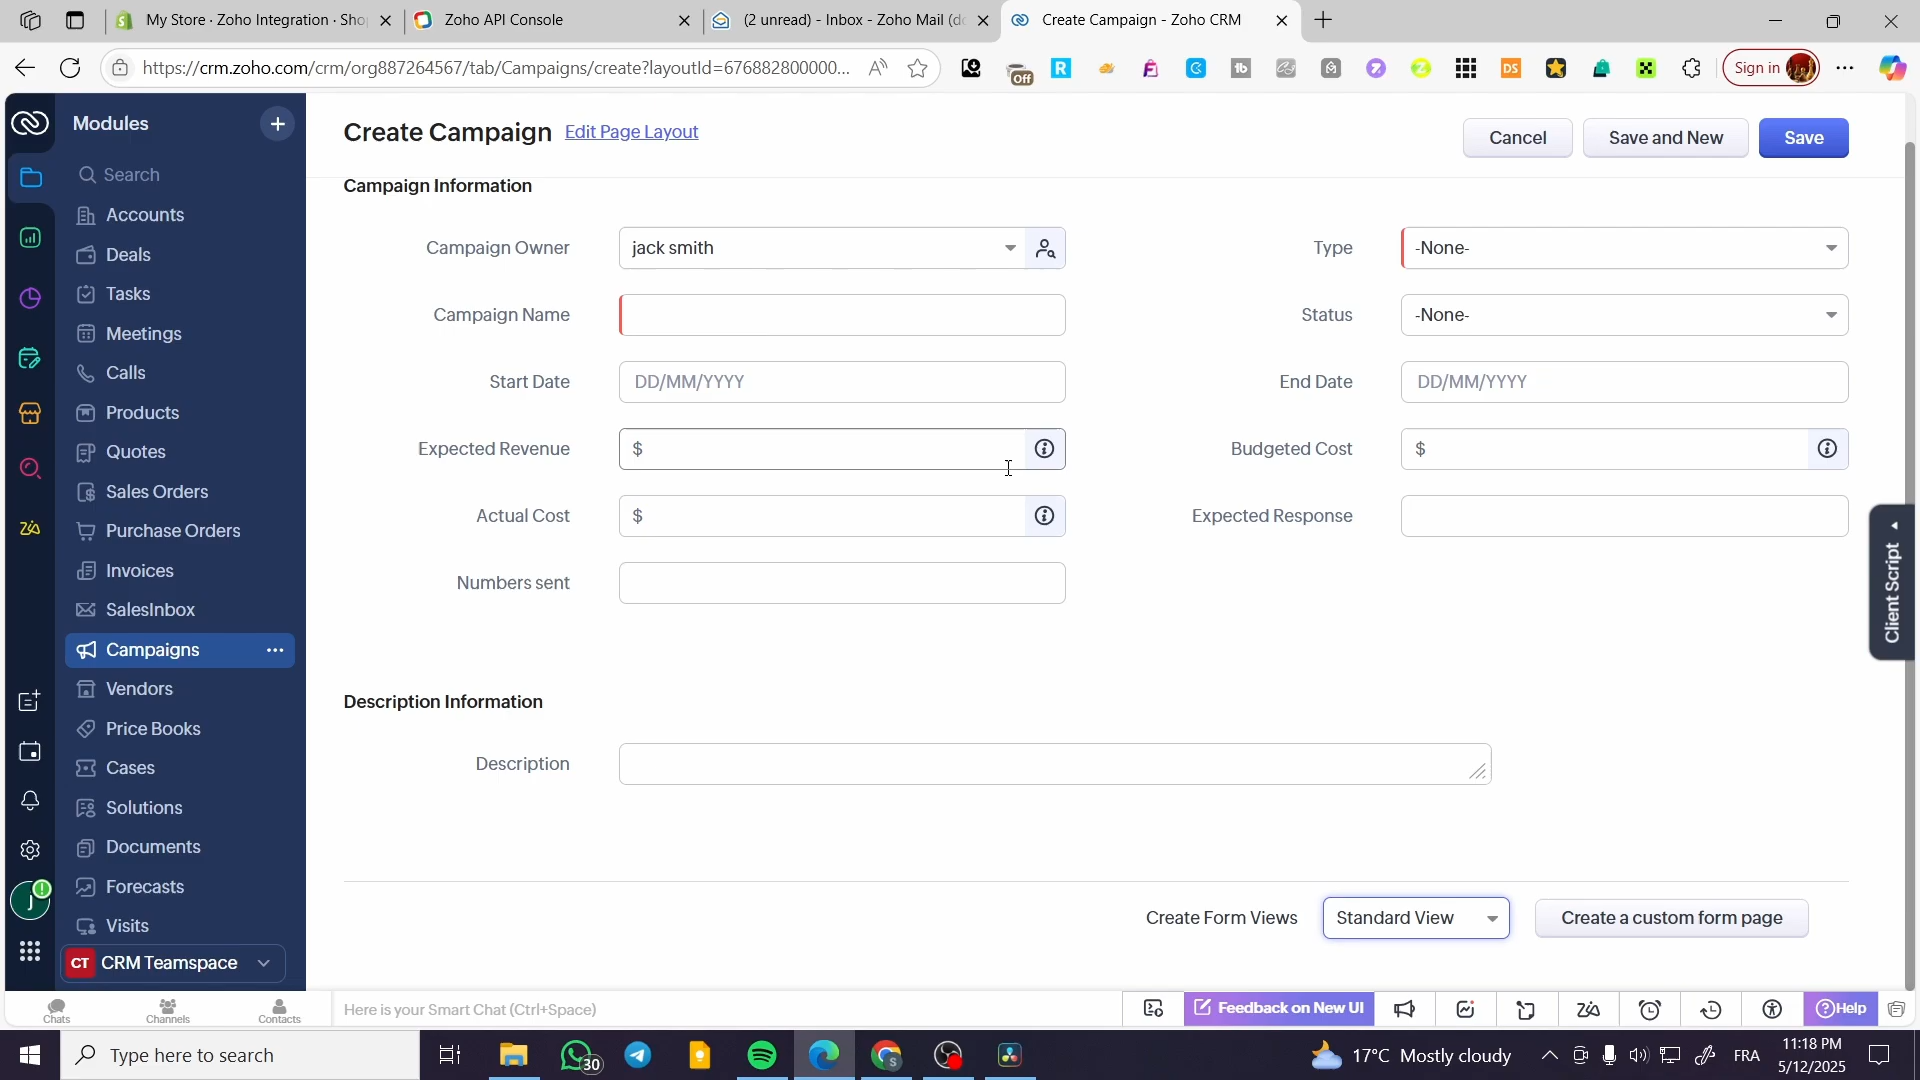 My Store · Zoho Integration · Sho
Zoho API Console
(2 unread) - Inbox - Zoho Mail (d
Create Campaign - Zoho CRM
https://crm.zoho.com/crm/org887264567/tab/Campaigns/create?layoutId=676882800000...
Off
Sign in
Modules
Search
Accounts
Deals
Tasks
Meetings
Calls
Products
Quotes
Sales Orders
Purchase Orders
Invoices
SalesInbox
Campaigns
Vendors
Price Books
Cases
Solutions
Documents
Forecasts
Visits
CT CRM Teamspace
Create Campaign Edit Page Layout
Cancel
Save and New
Save
Campaign Information
Campaign Owner jack smith
Type -None-
Campaign Name
Status -None-
Start Date DD/MM/YYYY
End Date DD/MM/YYYY
Expected Revenue $
Budgeted Cost $
Actual Cost $
Expected Response
Numbers sent
Description Information
Description
Create Form Views Standard View Create a custom form page
Client Script
Chats
Channels
Contacts
Here is your Smart Chat (Ctrl+Space)
Feedback on New UI
Help
Type here to search
30
17°C Mostly cloudy
FRA
11:18 PM
5/12/2025